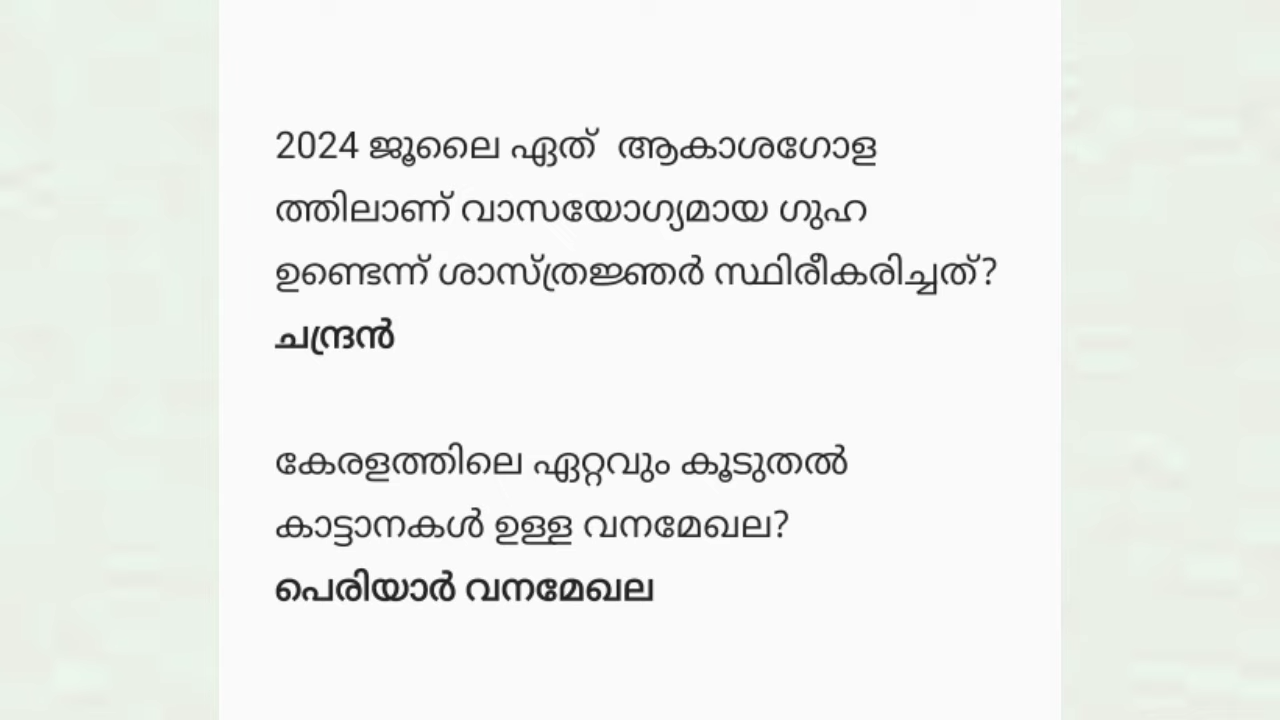 2024 ജൂലൈ ഏത് ആകാശഗോള
ത്തിലാണ് വാസയോഗ്യമായ ഗുഹ
ഉണ്ടെന്ന് ശാസ്ത്രജ്ഞർ സ്ഥിരീകരിച്ചത്?
ചന്ദ്രൻ
കേരളത്തിലെ ഏറ്റവും കൂടുതൽ
കാട്ടാനകൾ ഉള്ള വനമേഖല?
പെരിയാർ വനമേഖല